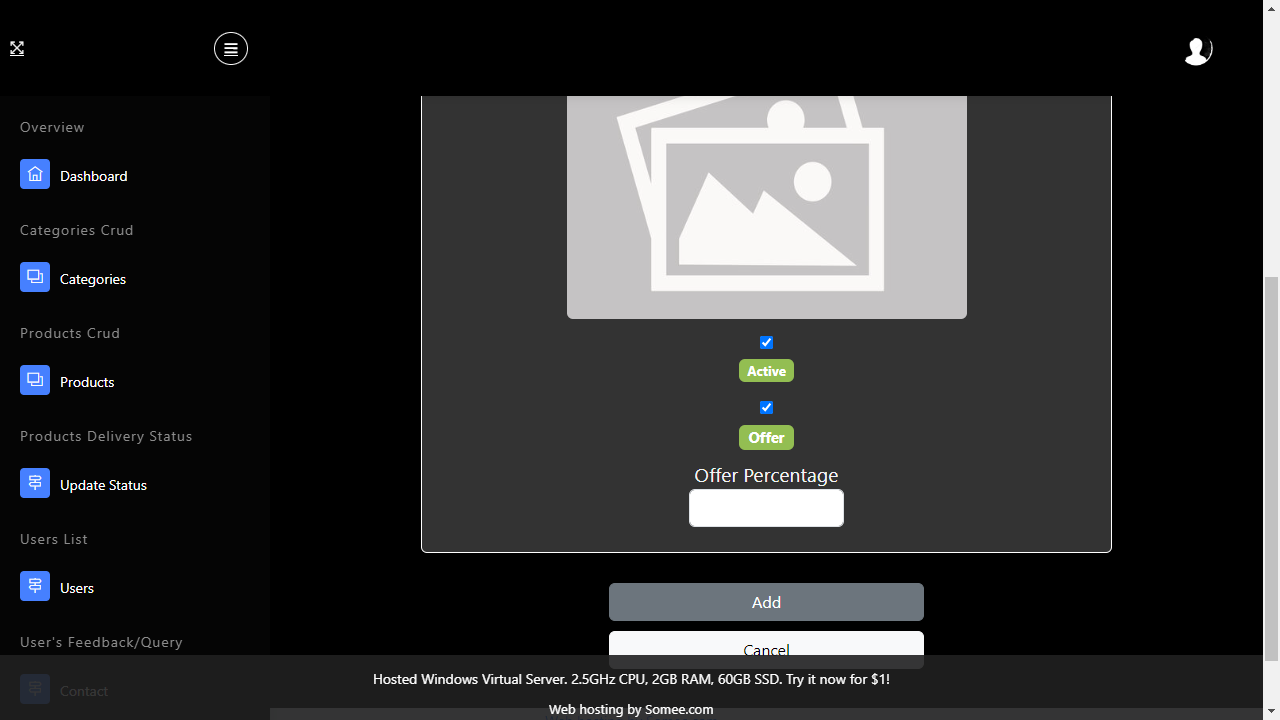 Overview
Dashboard
Categories Crud
Categories
Products Crud
Products
Products Delivery Status
Update Status
Users List
Users
User's Feedback/Query
Contact
Active
Offer
Offer Percentage
Add
Cancel
Hosted Windows Virtual Server. 2.5GHz CPU, 2GB RAM, 60GB SSD. Try it now for $1!
Web hosting by Somee.com